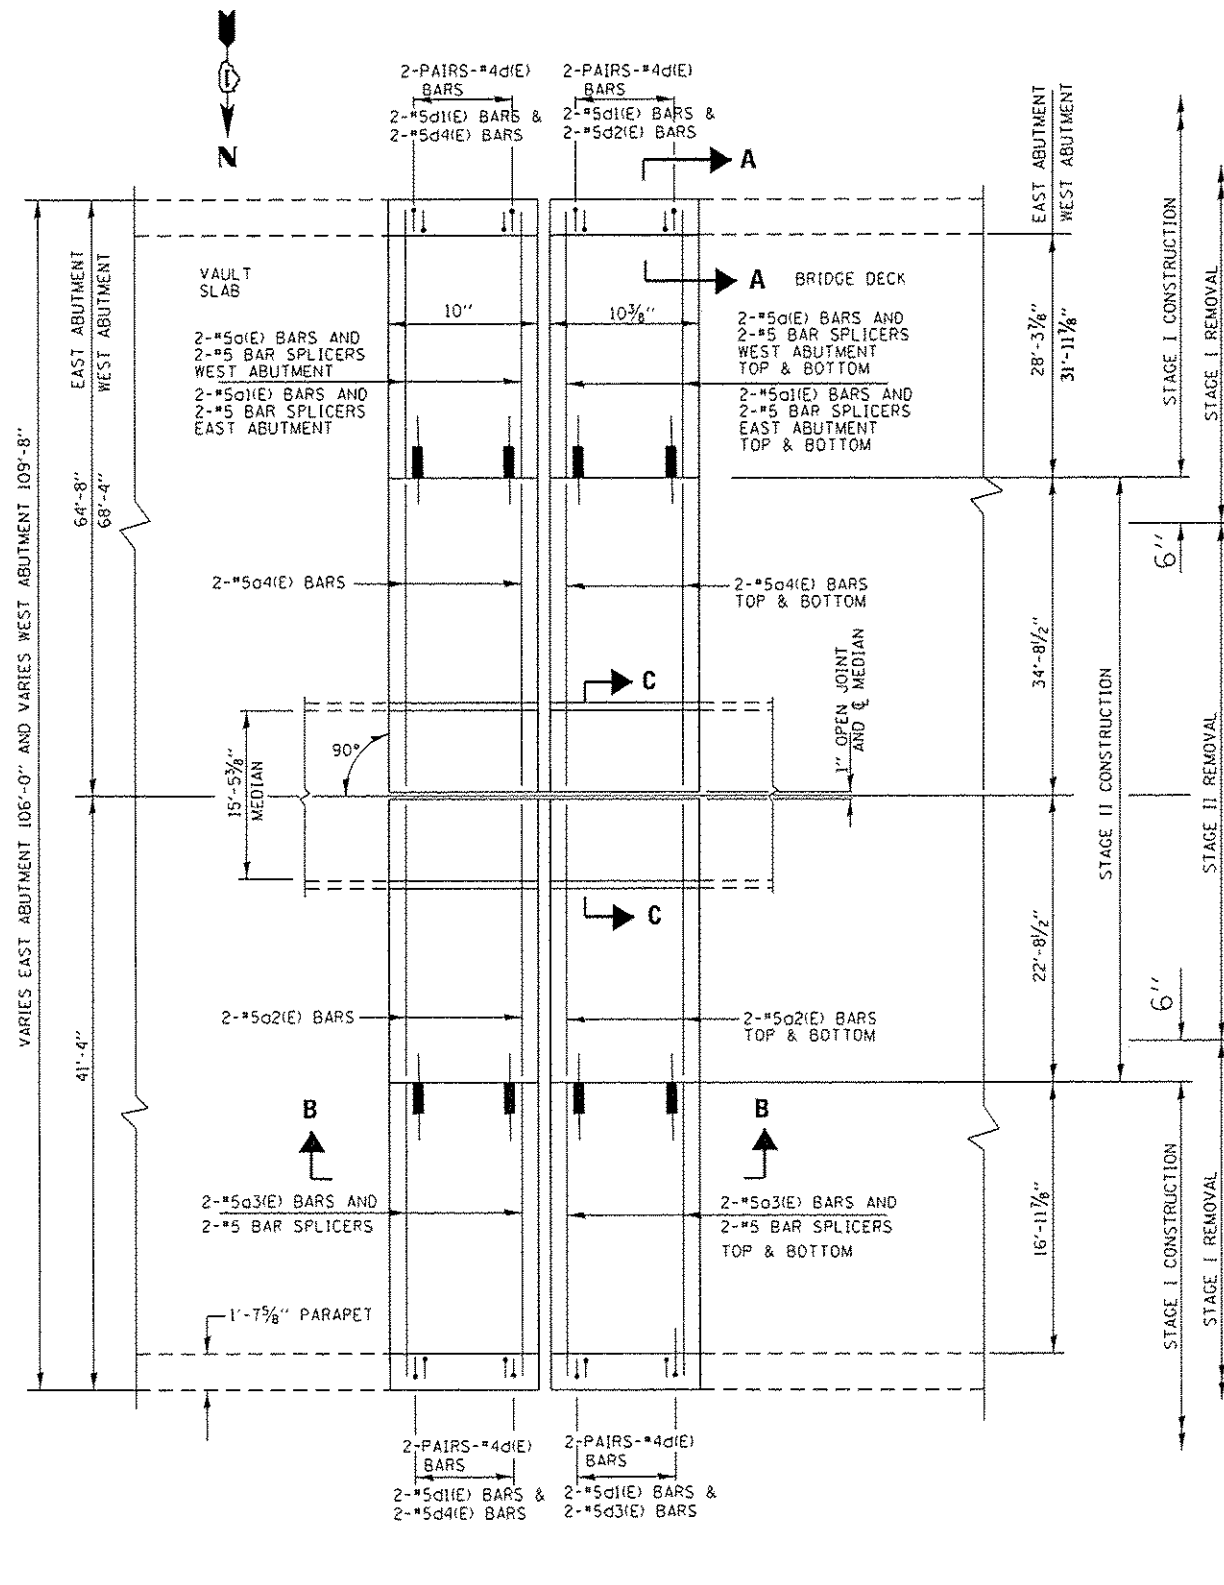 2-PAIRS-#4d(E)
BARS
2-#5d1(E) BARS &
2-#5d4(E) BARS
2-PAIRS-#4d(E)
BARS
2-#5d1(E) BARS &
2-#5d2(E) BARS
N
A
A
EAST ABUTMENT
WEST ABUTMENT
VAULT
SLAB
BRIDGE DECK
10"
10⅜"
2-#5a(E) BARS AND
2-#5 BAR SPLICERS
WEST ABUTMENT
2-#5a1(E) BARS AND
2-#5 BAR SPLICERS
EAST ABUTMENT
2-#5a(E) BARS AND
2-#5 BAR SPLICERS
WEST ABUTMENT
TOP & BOTTOM
2-#5a1(E) BARS AND
2-#5 BAR SPLICERS
EAST ABUTMENT
TOP & BOTTOM
VARIES EAST ABUTMENT 106'-0" AND VARIES WEST ABUTMENT 109'-8"
EAST ABUTMENT
WEST ABUTMENT
64'-8"
68'-4"
41'-4"
28'-3⅞"
31'-11⅞"
STAGE I CONSTRUCTION
STAGE I REMOVAL
6"
2-#5a4(E) BARS
2-#5a4(E) BARS
TOP & BOTTOM
C
34'-8½"
1" OPEN JOINT
AND ℄ MEDIAN
90°
15'-5⅜"
MEDIAN
STAGE II CONSTRUCTION
STAGE II REMOVAL
C
22'-8½"
6"
2-#5a2(E) BARS
2-#5a2(E) BARS
TOP & BOTTOM
B
B
2-#5a3(E) BARS AND
2-#5 BAR SPLICERS
2-#5a3(E) BARS AND
2-#5 BAR SPLICERS
TOP & BOTTOM
16'-11⅞"
STAGE I CONSTRUCTION
STAGE I REMOVAL
1'-7⅝" PARAPET
2-PAIRS-#4d(E)
BARS
2-#5d1(E) BARS &
2-#5d4(E) BARS
2-PAIRS-#4d(E)
BARS
2-#5d1(E) BARS &
2-#5d3(E) BARS